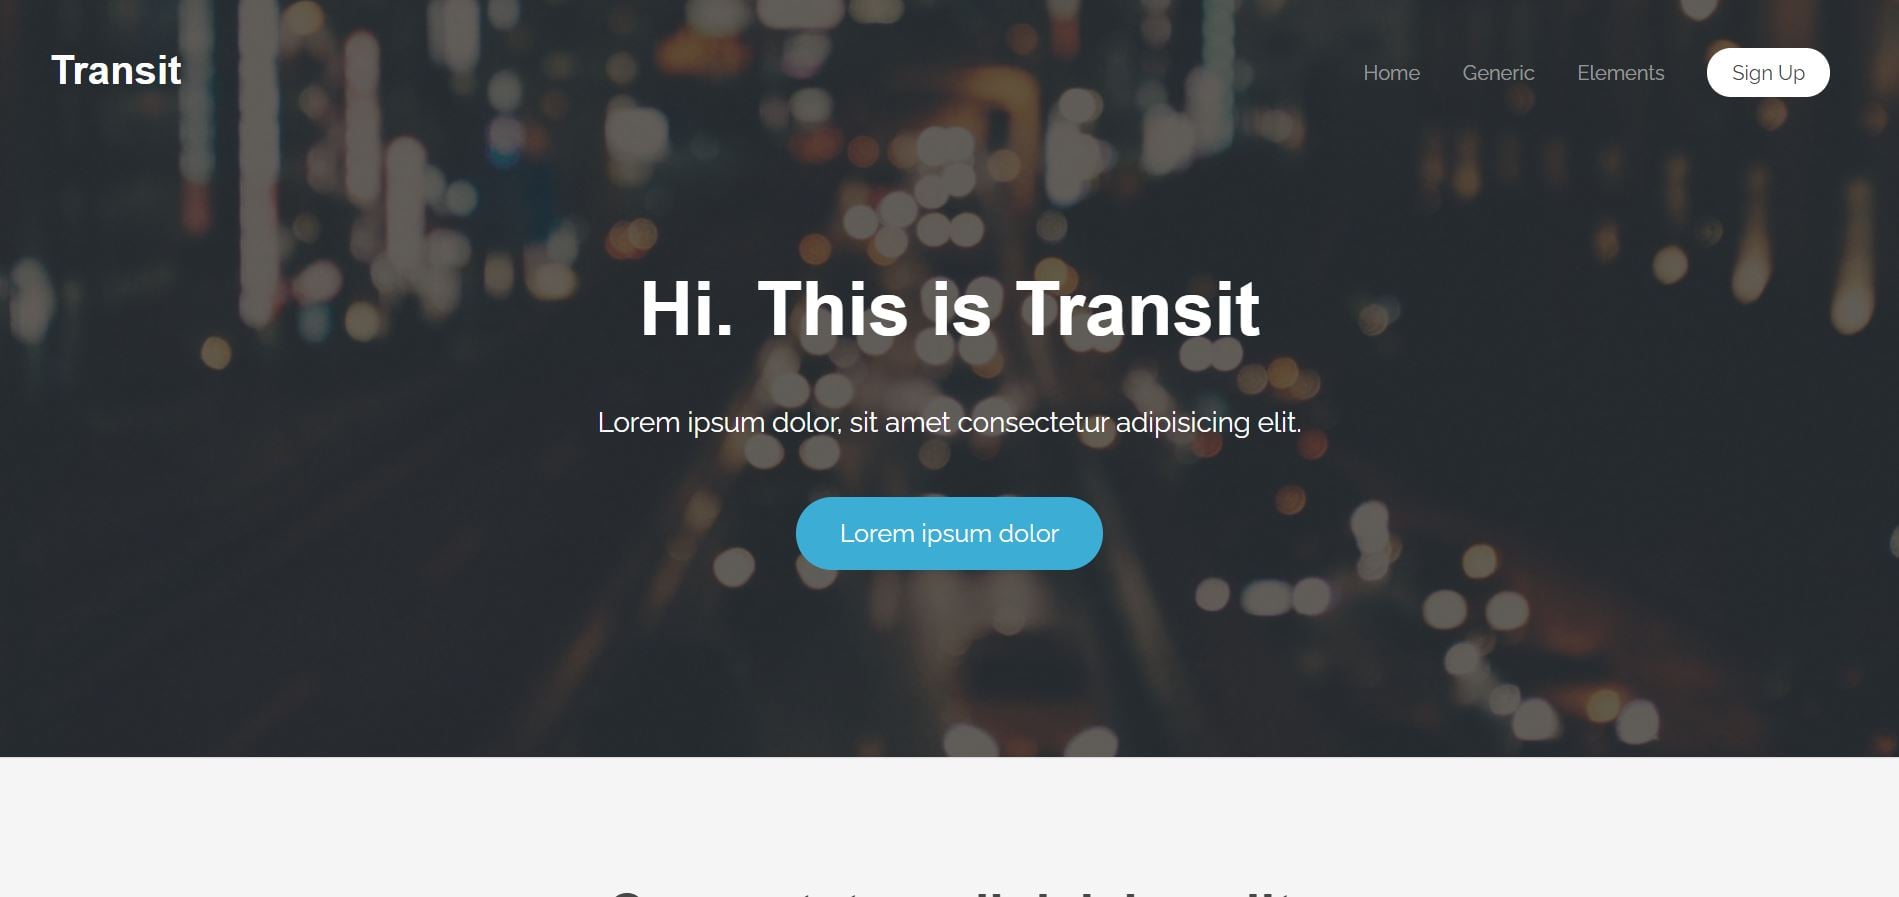 Transit
Home Generic Elements Sign Up
Hi. This is Transit
Lorem ipsum dolor, sit amet consectetur adipisicing elit.
Lorem ipsum dolor